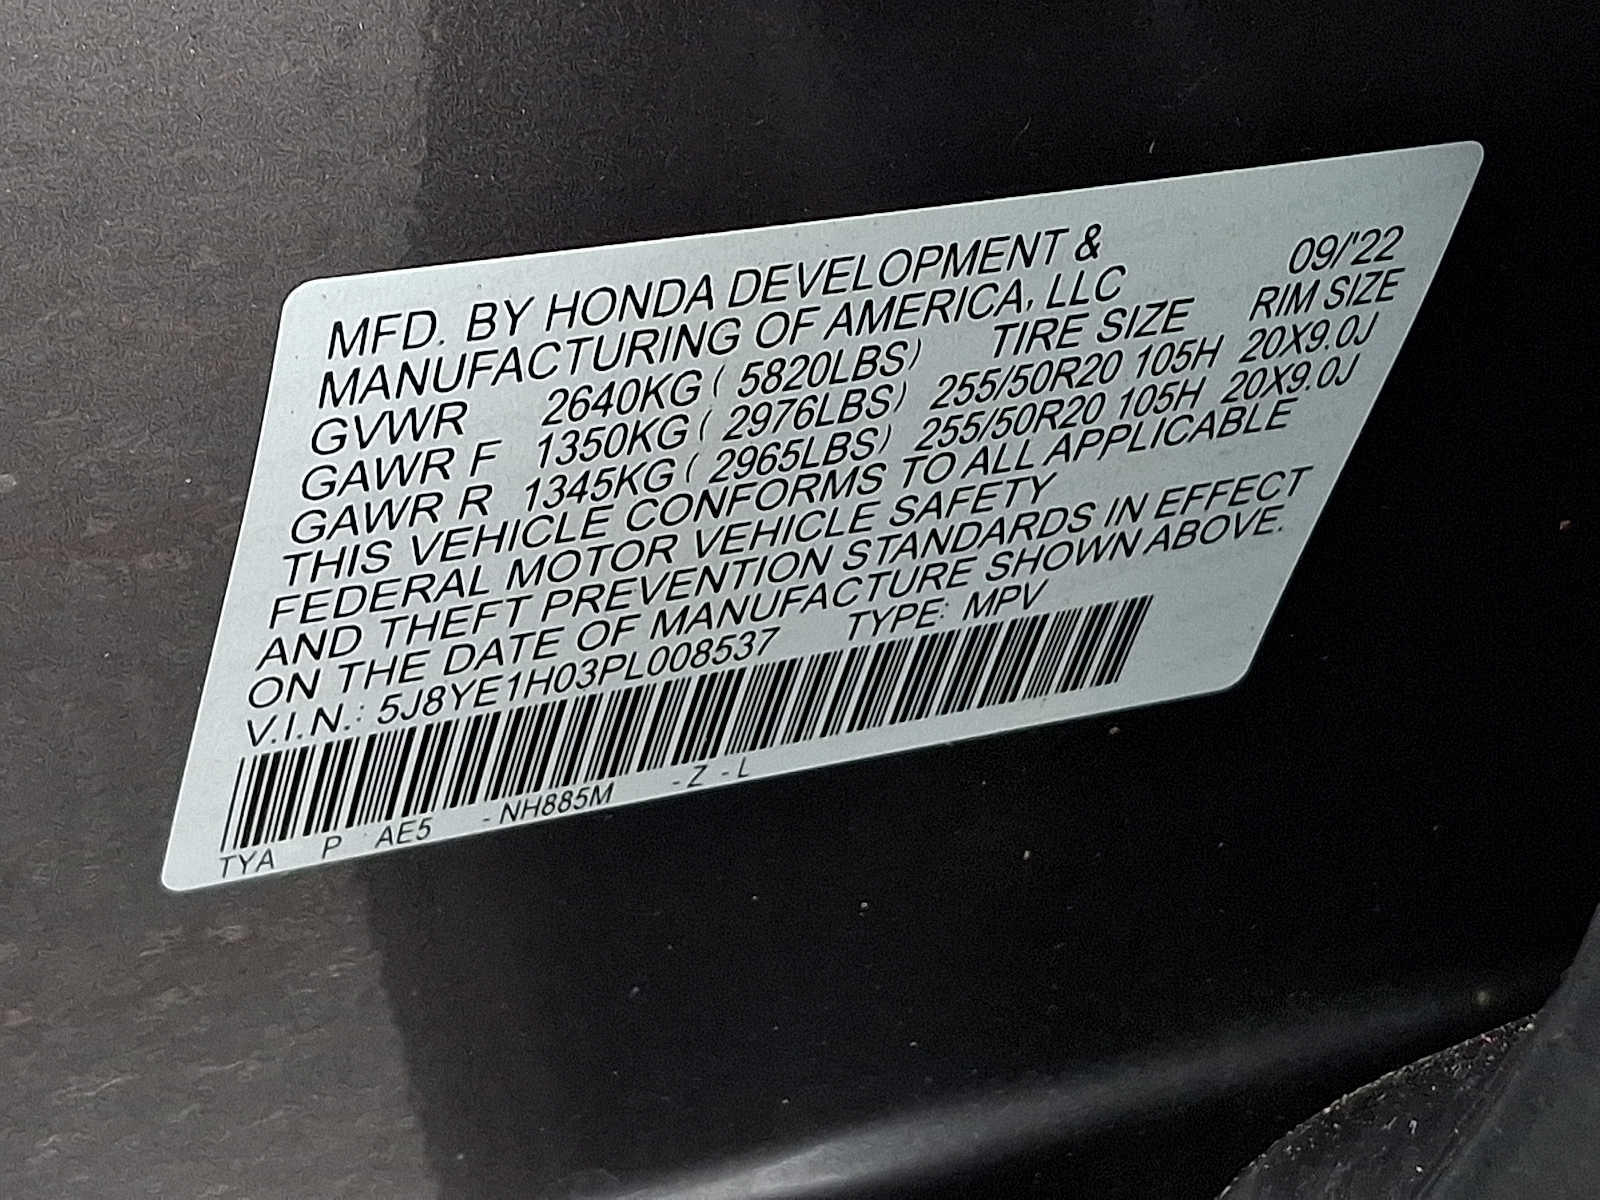 MFD. BY HONDA DEVELOPMENT & 09/'22
MANUFACTURING OF AMERICA, LLC
GVWR 2640KG ( 5820LBS) TIRE SIZE RIM SIZE
GAWR F 1350KG ( 2976LBS) 255/50R20 105H 20X9.0J
GAWR R 1345KG ( 2965LBS) 255/50R20 105H 20X9.0J
THIS VEHICLE CONFORMS TO ALL APPLICABLE
FEDERAL MOTOR VEHICLE SAFETY
AND THEFT PREVENTION STANDARDS IN EFFECT
ON THE DATE OF MANUFACTURE SHOWN ABOVE.
V.I.N.: 5J8YE1H03PL008537 TYPE: MPV
TYA P AE5 - NH885M - Z - L